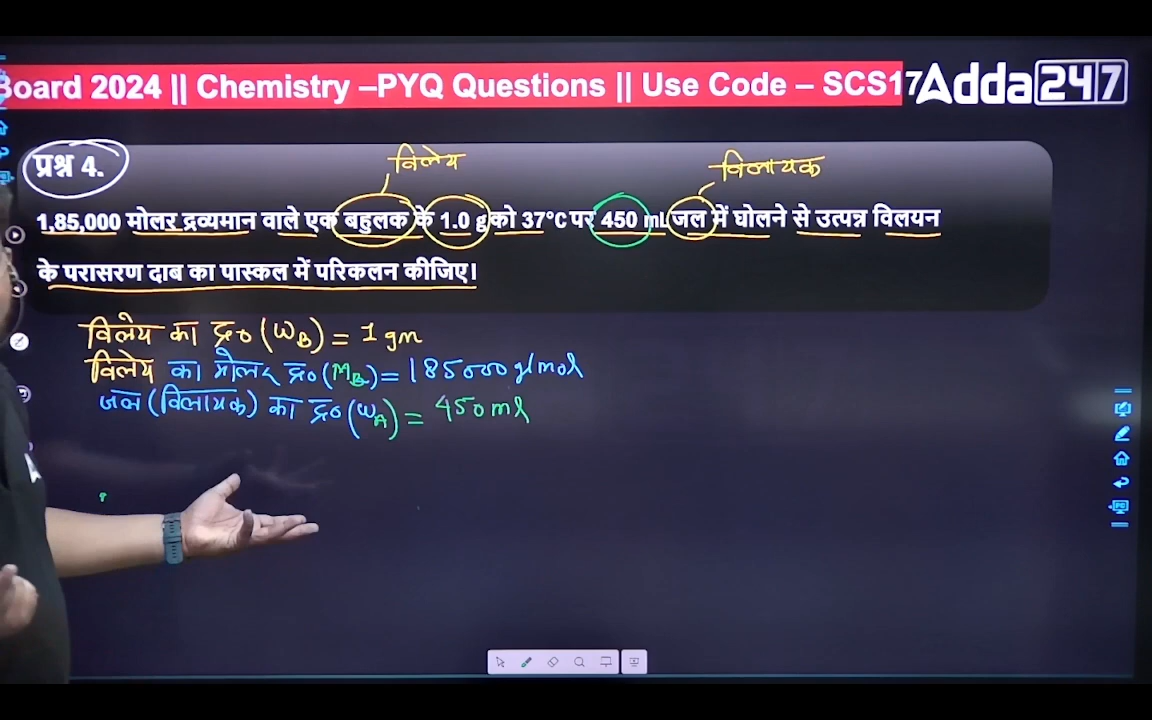 Board 2024 || Chemistry –PYQ Questions || Use Code – SCS17
Adda247
प्रश्न 4.
विलेय
विलायक
1,85,000 मोलर द्रव्यमान वाले एक बहुलक के 1.0 g को 37°C पर 450 mL जल में घोलने से उत्पन्न विलयन
के परासरण दाब का पास्कल में परिकलन कीजिए।
विलेय का द्र० (WB) = 1 gm
विलेय का मोलर द्र० (MB) = 185000 g/mol
जल (विलायक) का द्र० (WA) = 450 ml